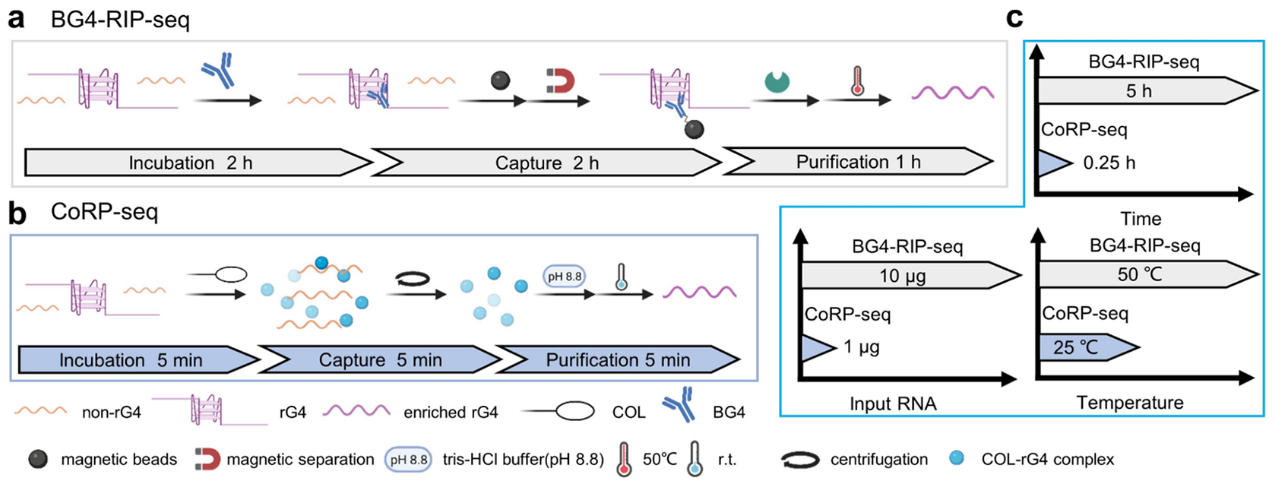 a BG4-RIP-seq
Incubation 2 h
Capture 2 h
Purification 1 h
b CoRP-seq
pH 8.8
Incubation 5 min
Capture 5 min
Purification 5 min
c
BG4-RIP-seq
5 h
CoRP-seq
0.25 h
Time
BG4-RIP-seq
10 μg
CoRP-seq
1 μg
Input RNA
BG4-RIP-seq
50 ℃
CoRP-seq
25 ℃
Temperature
non-rG4 rG4 enriched rG4 COL BG4
magnetic beads magnetic separation pH 8.8 tris-HCl buffer(pH 8.8) 50℃ r.t. centrifugation COL-rG4 complex